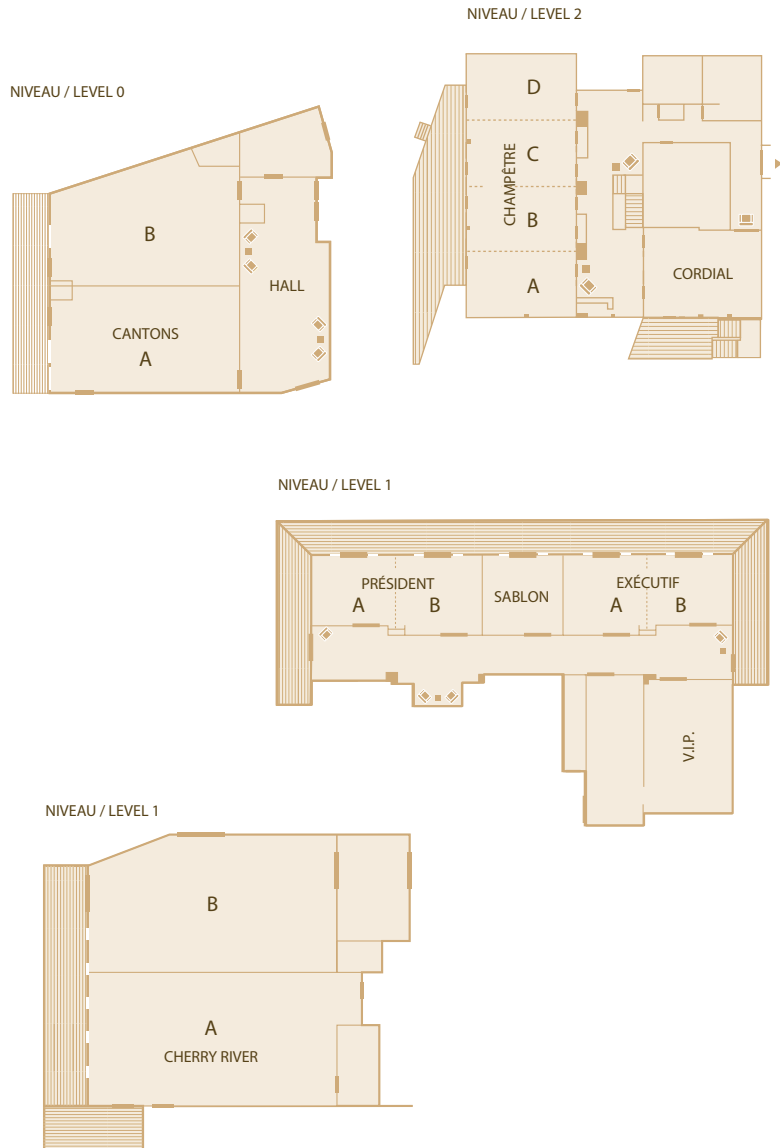 NIVEAU / LEVEL 2
D
C
CHAMPÊTRE
B
A
CORDIAL
NIVEAU / LEVEL 0
B
HALL
CANTONS
A
NIVEAU / LEVEL 1
PRÉSIDENT
A
B
SABLON
EXÉCUTIF
A
B
V.I.P.
NIVEAU / LEVEL 1
B
A
CHERRY RIVER